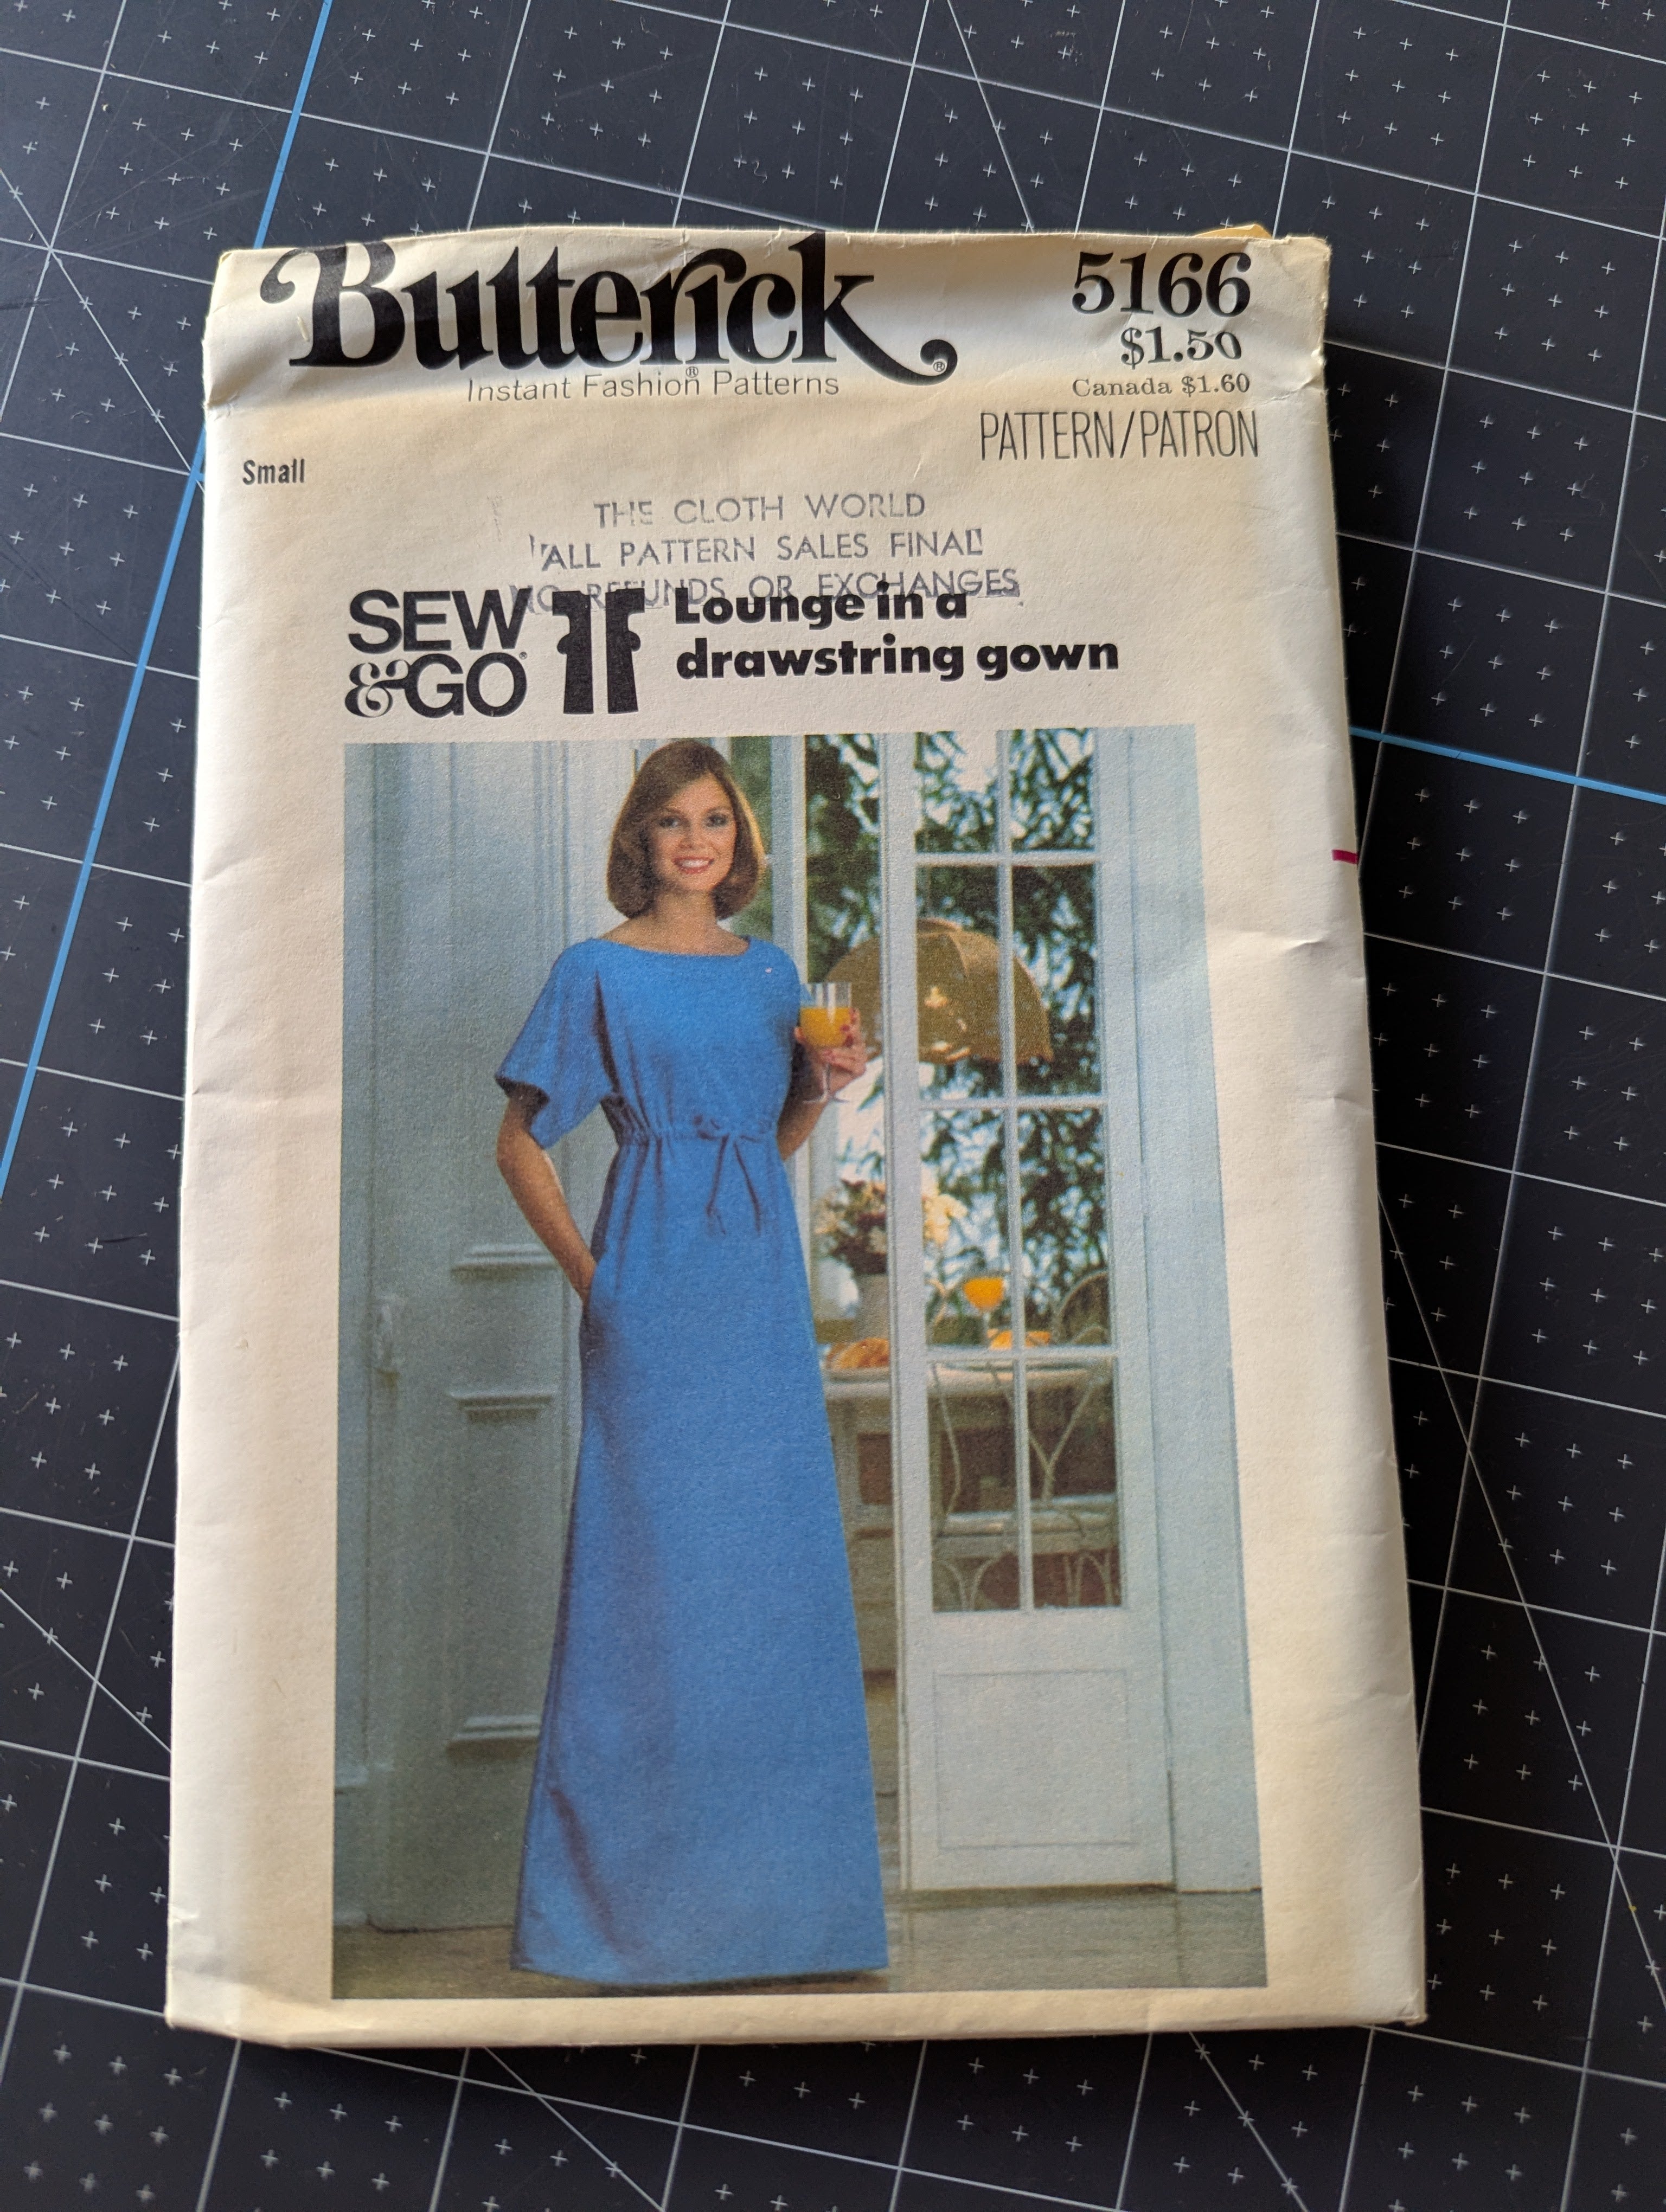 Butterick®
5166
$1.50
Canada $1.60
Instant Fashion® Patterns
PATTERN/PATRON
Small
THE CLOTH WORLD
"ALL PATTERN SALES FINAL"
NO REFUNDS OR EXCHANGES
SEW
&GO®
Lounge in a
drawstring gown